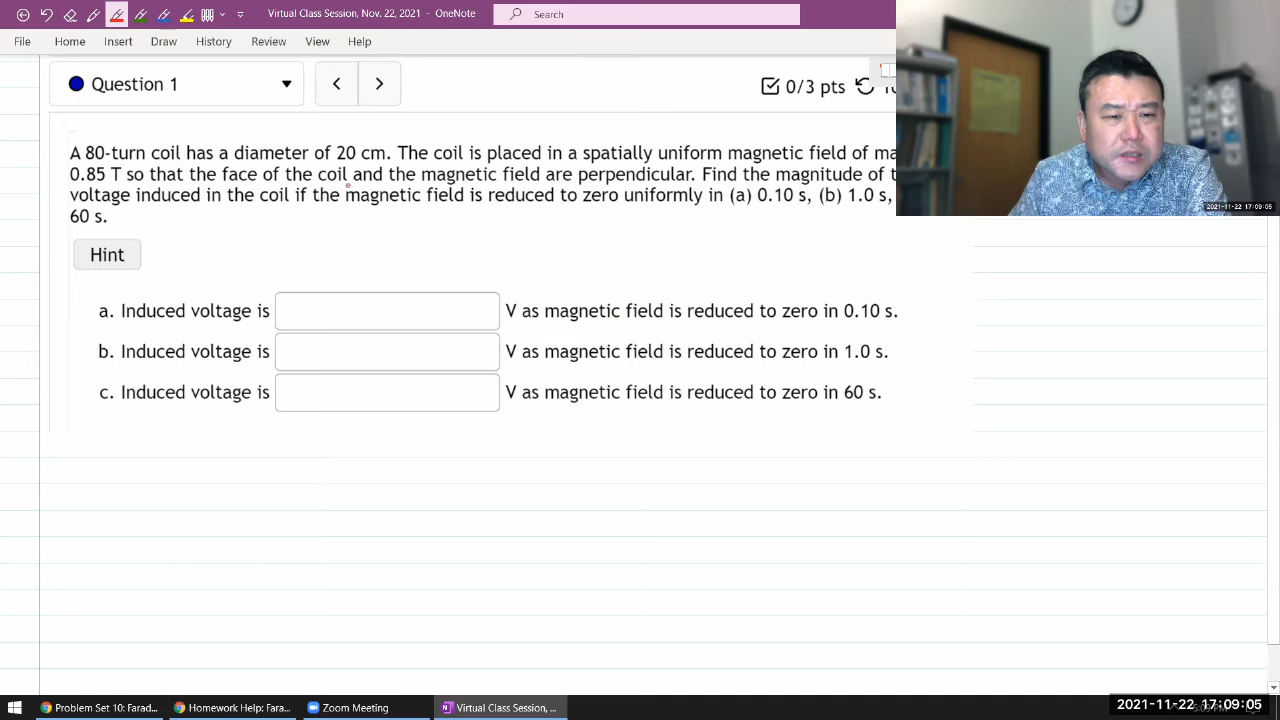 Nov 22, 2021
Search
File Home Insert Draw History Review View Help
Question 1
0/3 pts
A 80-turn coil has a diameter of 20 cm. The coil is placed in a spatially uniform magnetic field of
0.85 T so that the face of the coil and the magnetic field are perpendicular. Find the magnitude of
voltage induced in the coil if the magnetic field is reduced to zero uniformly in (a) 0.10 s, (b) 1.0 s,
60 s.
Hint
a. Induced voltage is V as magnetic field is reduced to zero in 0.10 s.
b. Induced voltage is V as magnetic field is reduced to zero in 1.0 s.
c. Induced voltage is V as magnetic field is reduced to zero in 60 s.
2021-11-22 17:09:05
Problem Set 10: Farad... Homework Help: Fara... Zoom Meeting Virtual Class Session, ...
2021-11-22 17:09:05